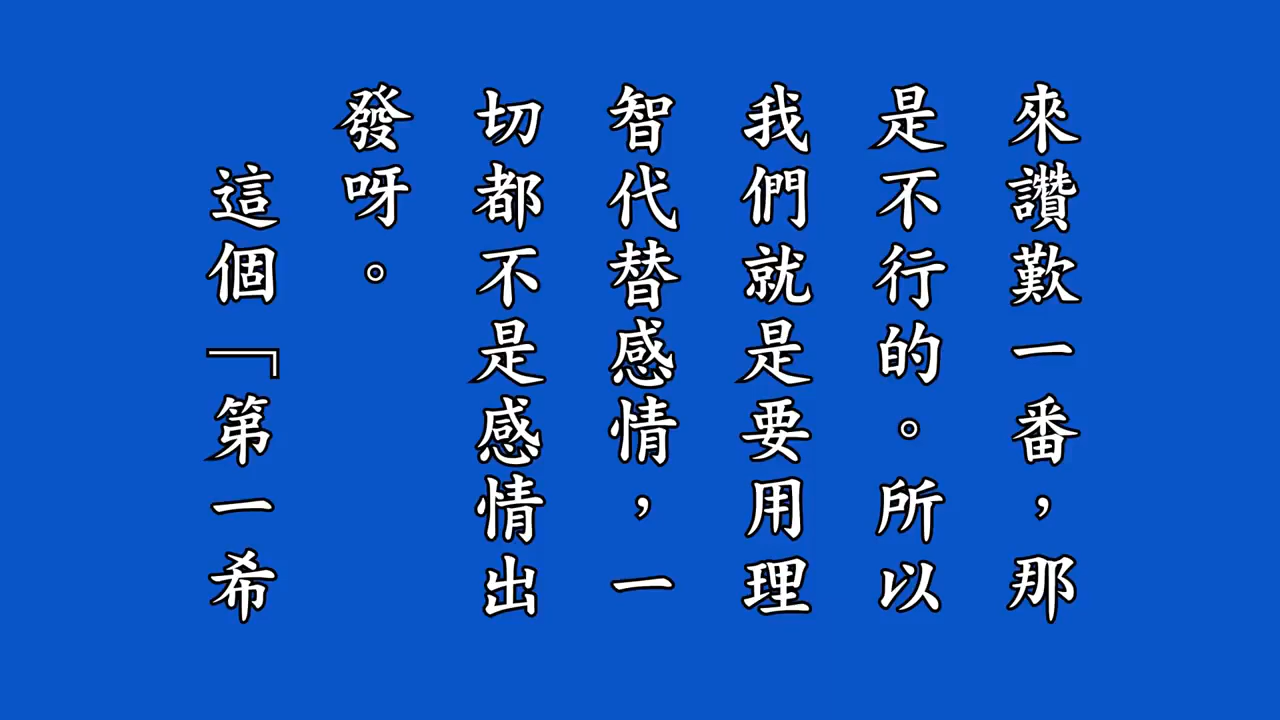 來讚歎一番，那
是不行的。所以
我們就是要用理
智代替感情，一
切都不是感情出
發呀。
這個「第一希